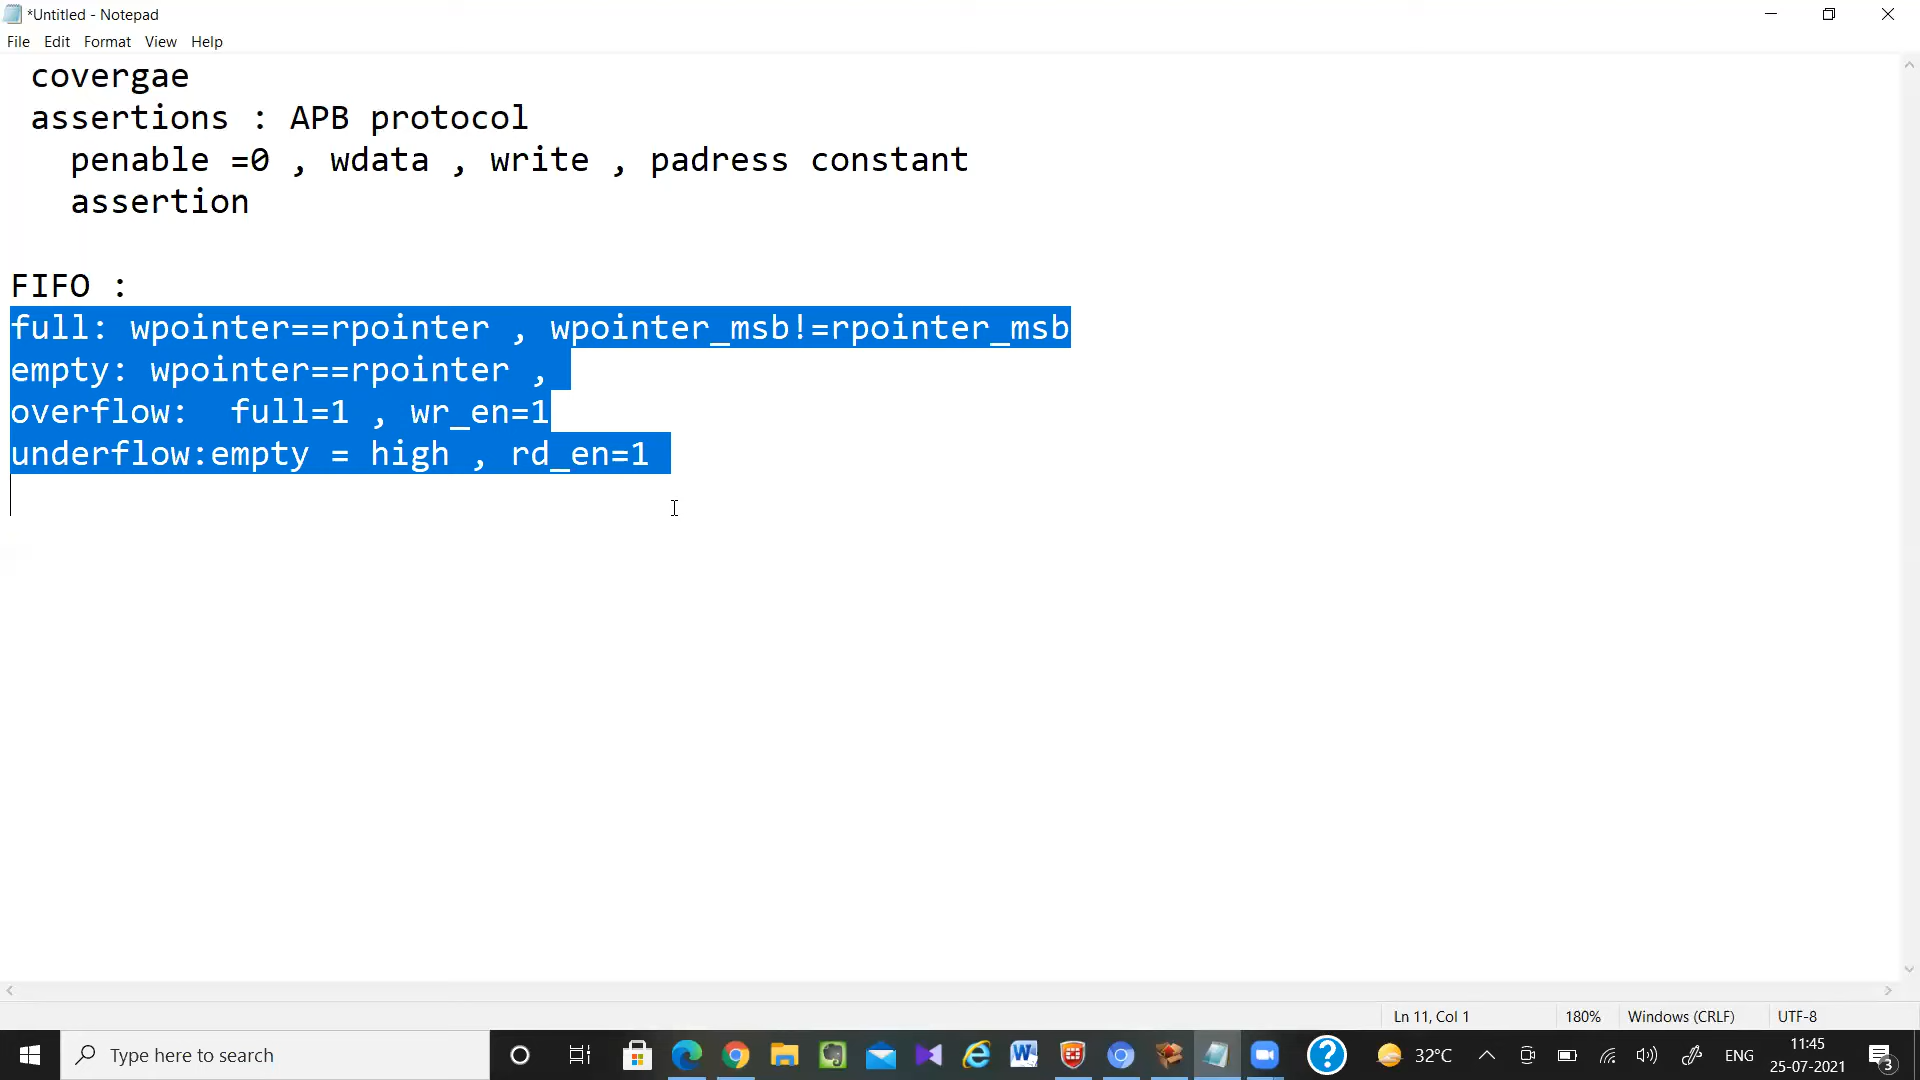 *Untitled - Notepad
File Edit Format View Help
covergae
assertions : APB protocol
penable =0 , wdata , write , padress constant
assertion
FIFO :
full: wpointer==rpointer , wpointer_msb!=rpointer_msb
empty: wpointer==rpointer ,
overflow:  full=1 , wr_en=1
underflow:empty = high , rd_en=1
Ln 11, Col 1 180% Windows (CRLF) UTF-8
Type here to search 32°C ENG 11:45
25-07-2021 3